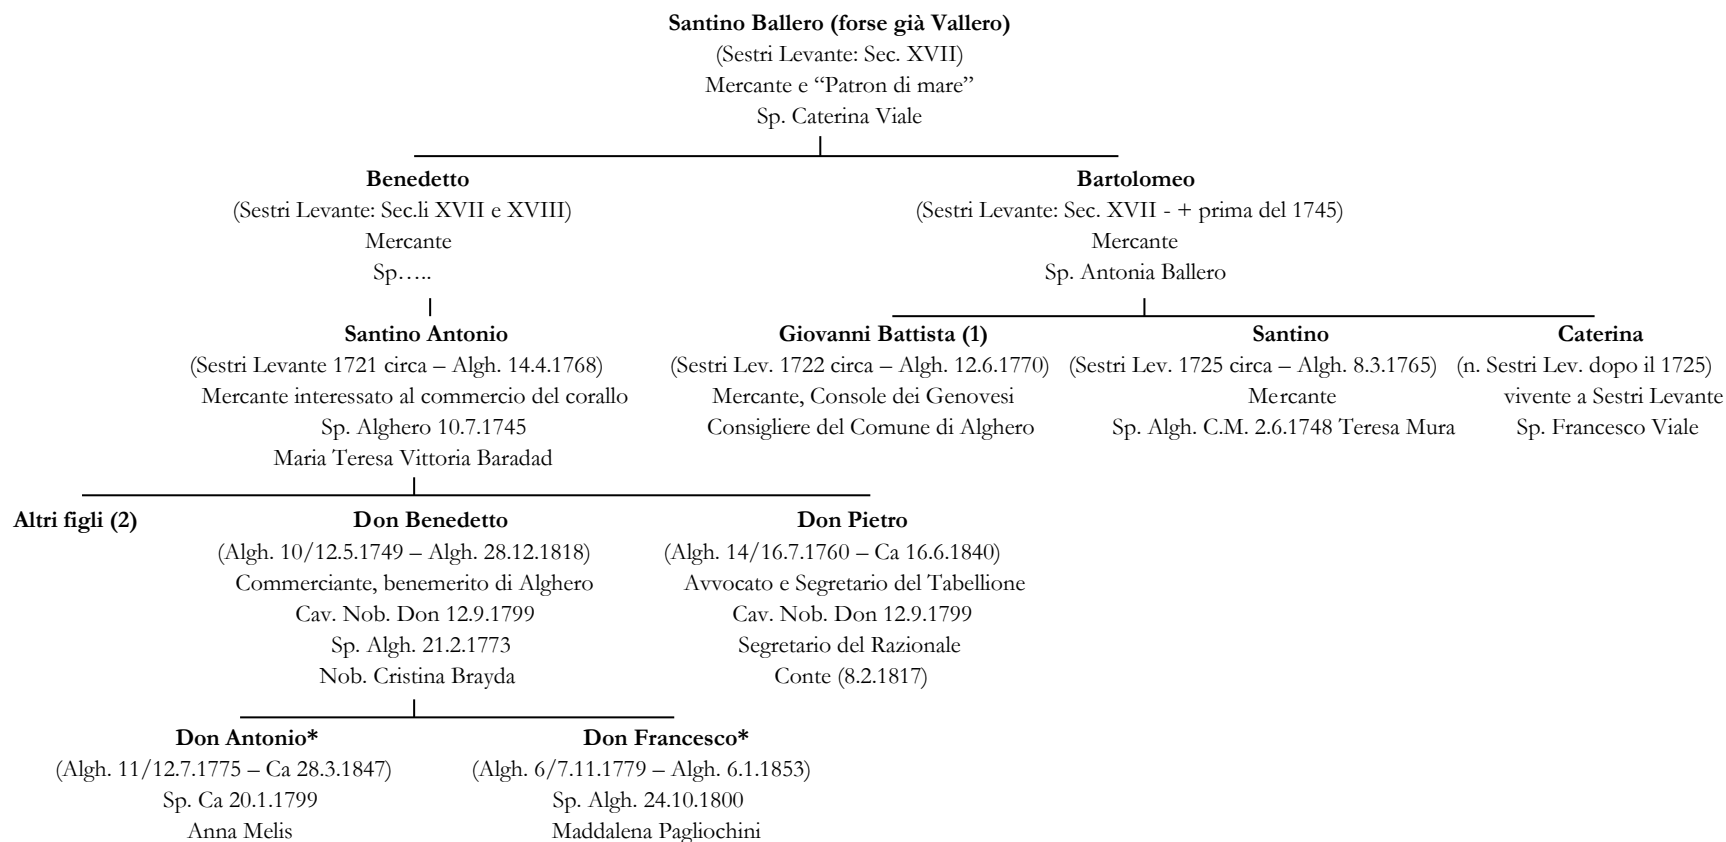 Santino Ballero (forse già Vallero)
(Sestri Levante: Sec. XVII)
Mercante e “Patron di mare”
Sp. Caterina Viale
Benedetto
(Sestri Levante: Sec.li XVII e XVIII)
Mercante
Sp…..
Bartolomeo
(Sestri Levante: Sec. XVII - + prima del 1745)
Mercante
Sp. Antonia Ballero
Santino Antonio
(Sestri Levante 1721 circa – Algh. 14.4.1768)
Mercante interessato al commercio del corallo
Sp. Alghero 10.7.1745
Maria Teresa Vittoria Baradad
Giovanni Battista (1)
(Sestri Lev. 1722 circa – Algh. 12.6.1770)
Mercante, Console dei Genovesi
Consigliere del Comune di Alghero
Santino
(Sestri Lev. 1725 circa – Algh. 8.3.1765)
Mercante
Sp. Algh. C.M. 2.6.1748 Teresa Mura
Caterina
(n. Sestri Lev. dopo il 1725)
vivente a Sestri Levante
Sp. Francesco Viale
Altri figli (2)
Don Benedetto
(Algh. 10/12.5.1749 – Algh. 28.12.1818)
Commerciante, benemerito di Alghero
Cav. Nob. Don 12.9.1799
Sp. Algh. 21.2.1773
Nob. Cristina Brayda
Don Pietro
(Algh. 14/16.7.1760 – Ca 16.6.1840)
Avvocato e Segretario del Tabellione
Cav. Nob. Don 12.9.1799
Segretario del Razionale
Conte (8.2.1817)
Don Antonio*
(Algh. 11/12.7.1775 – Ca 28.3.1847)
Sp. Ca 20.1.1799
Anna Melis
Don Francesco*
(Algh. 6/7.11.1779 – Algh. 6.1.1853)
Sp. Algh. 24.10.1800
Maddalena Pagliochini